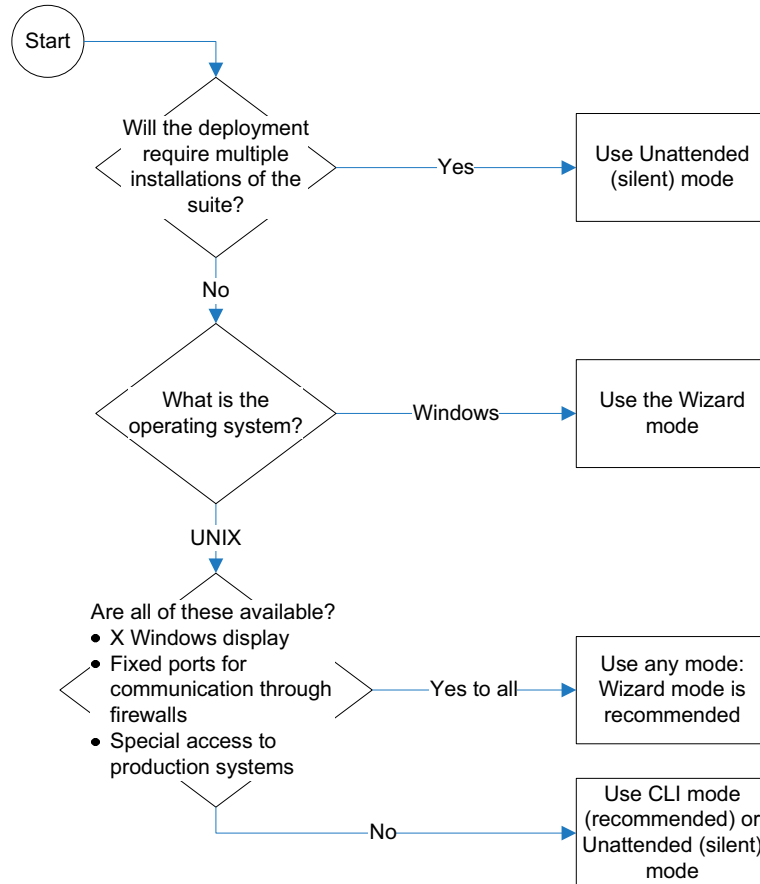 Start
Will the deployment
require multiple
installations of the
suite?
Yes
Use Unattended
(silent) mode
No
What is the
operating system?
Windows
Use the Wizard
mode
UNIX
Are all of these available?
• X Windows display
• Fixed ports for
communication through
firewalls
• Special access to
production systems
Yes to all
Use any mode:
Wizard mode is
recommended
No
Use CLI mode
(recommended) or
Unattended (silent)
mode